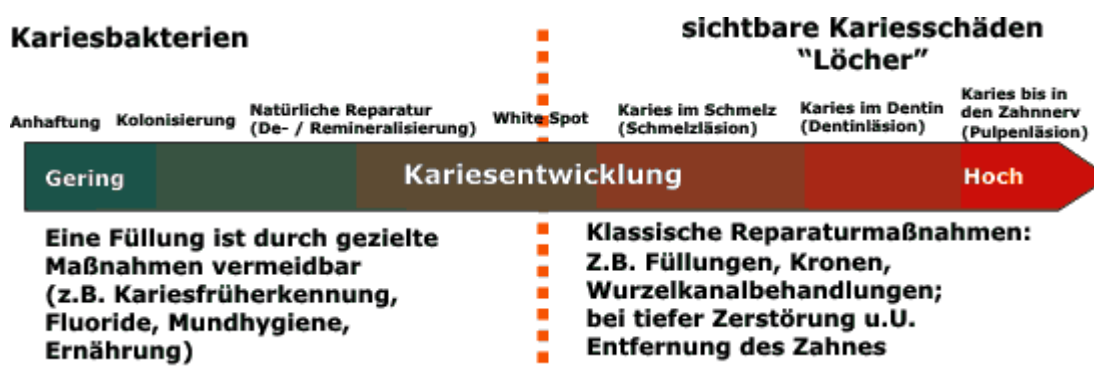 Kariesbakterien
sichtbare Kariesschäden
“Löcher”
Anhaftung
Kolonisierung
Natürliche Reparatur
(De- / Remineralisierung)
White Spot
Karies im Schmelz
(Schmelzläsion)
Karies im Dentin
(Dentinläsion)
Karies bis in
den Zahnnerv
(Pulpenläsion)
Gering
Kariesentwicklung
Hoch
Eine Füllung ist durch gezielte
Maßnahmen vermeidbar
(z.B. Kariesfrüherkennung,
Fluoride, Mundhygiene,
Ernährung)
Klassische Reparaturmaßnahmen:
Z.B. Füllungen, Kronen,
Wurzelkanalbehandlungen;
bei tiefer Zerstörung u.U.
Entfernung des Zahnes